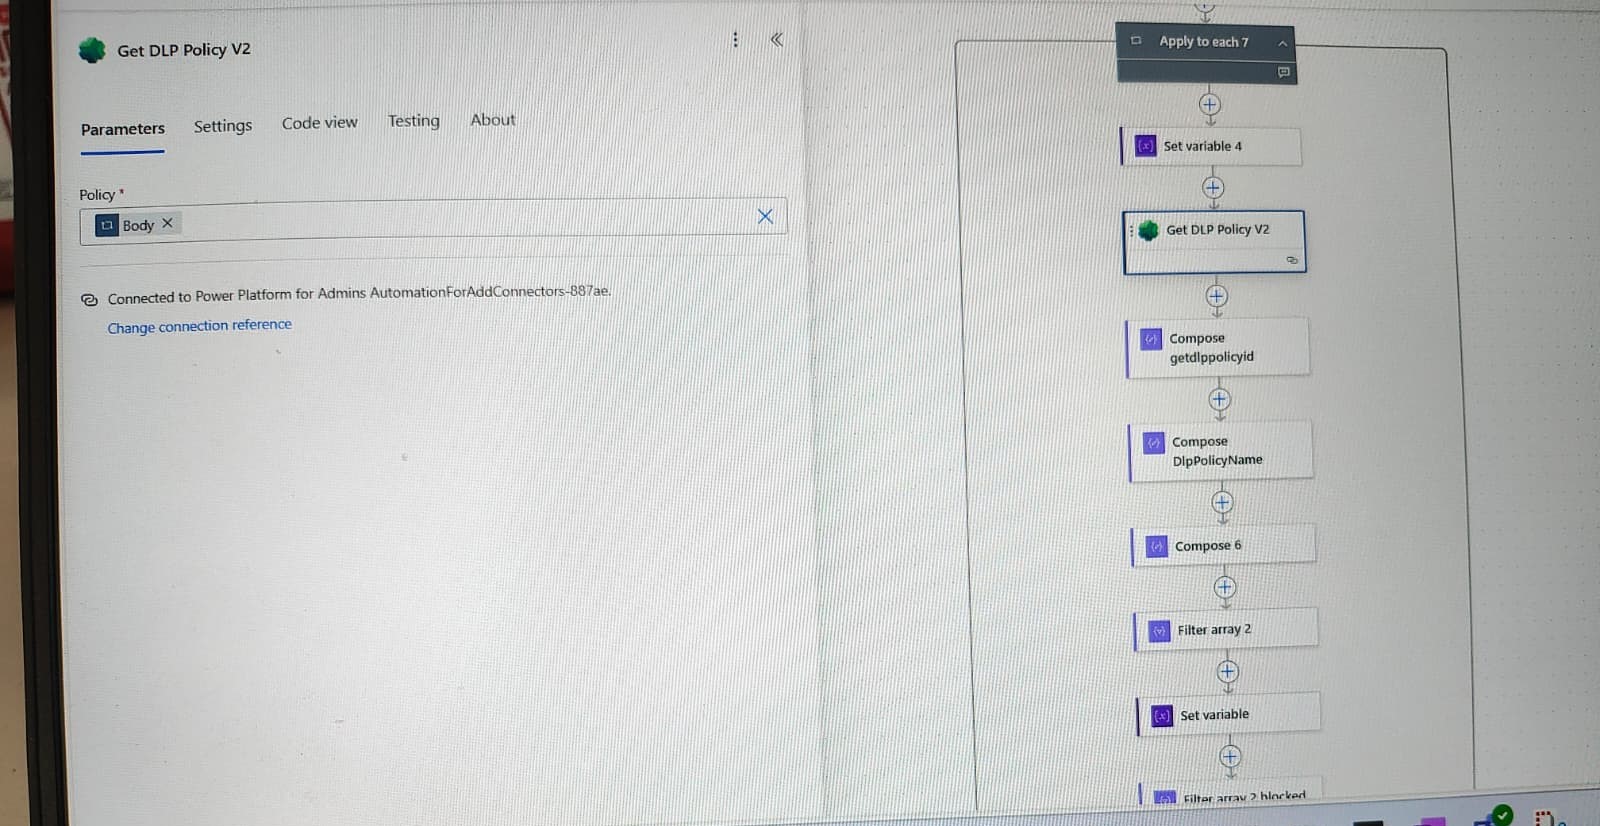 Get DLP Policy V2
Parameters
Settings
Code view
Testing
About
Policy *
Body
Connected to Power Platform for Admins AutomationForAddConnectors-887ae.
Change connection reference
Apply to each 7
Set variable 4
Get DLP Policy V2
Compose
getdlppolicyid
Compose
DlpPolicyName
Compose 6
Filter array 2
Set variable
Filter array 2 blocked